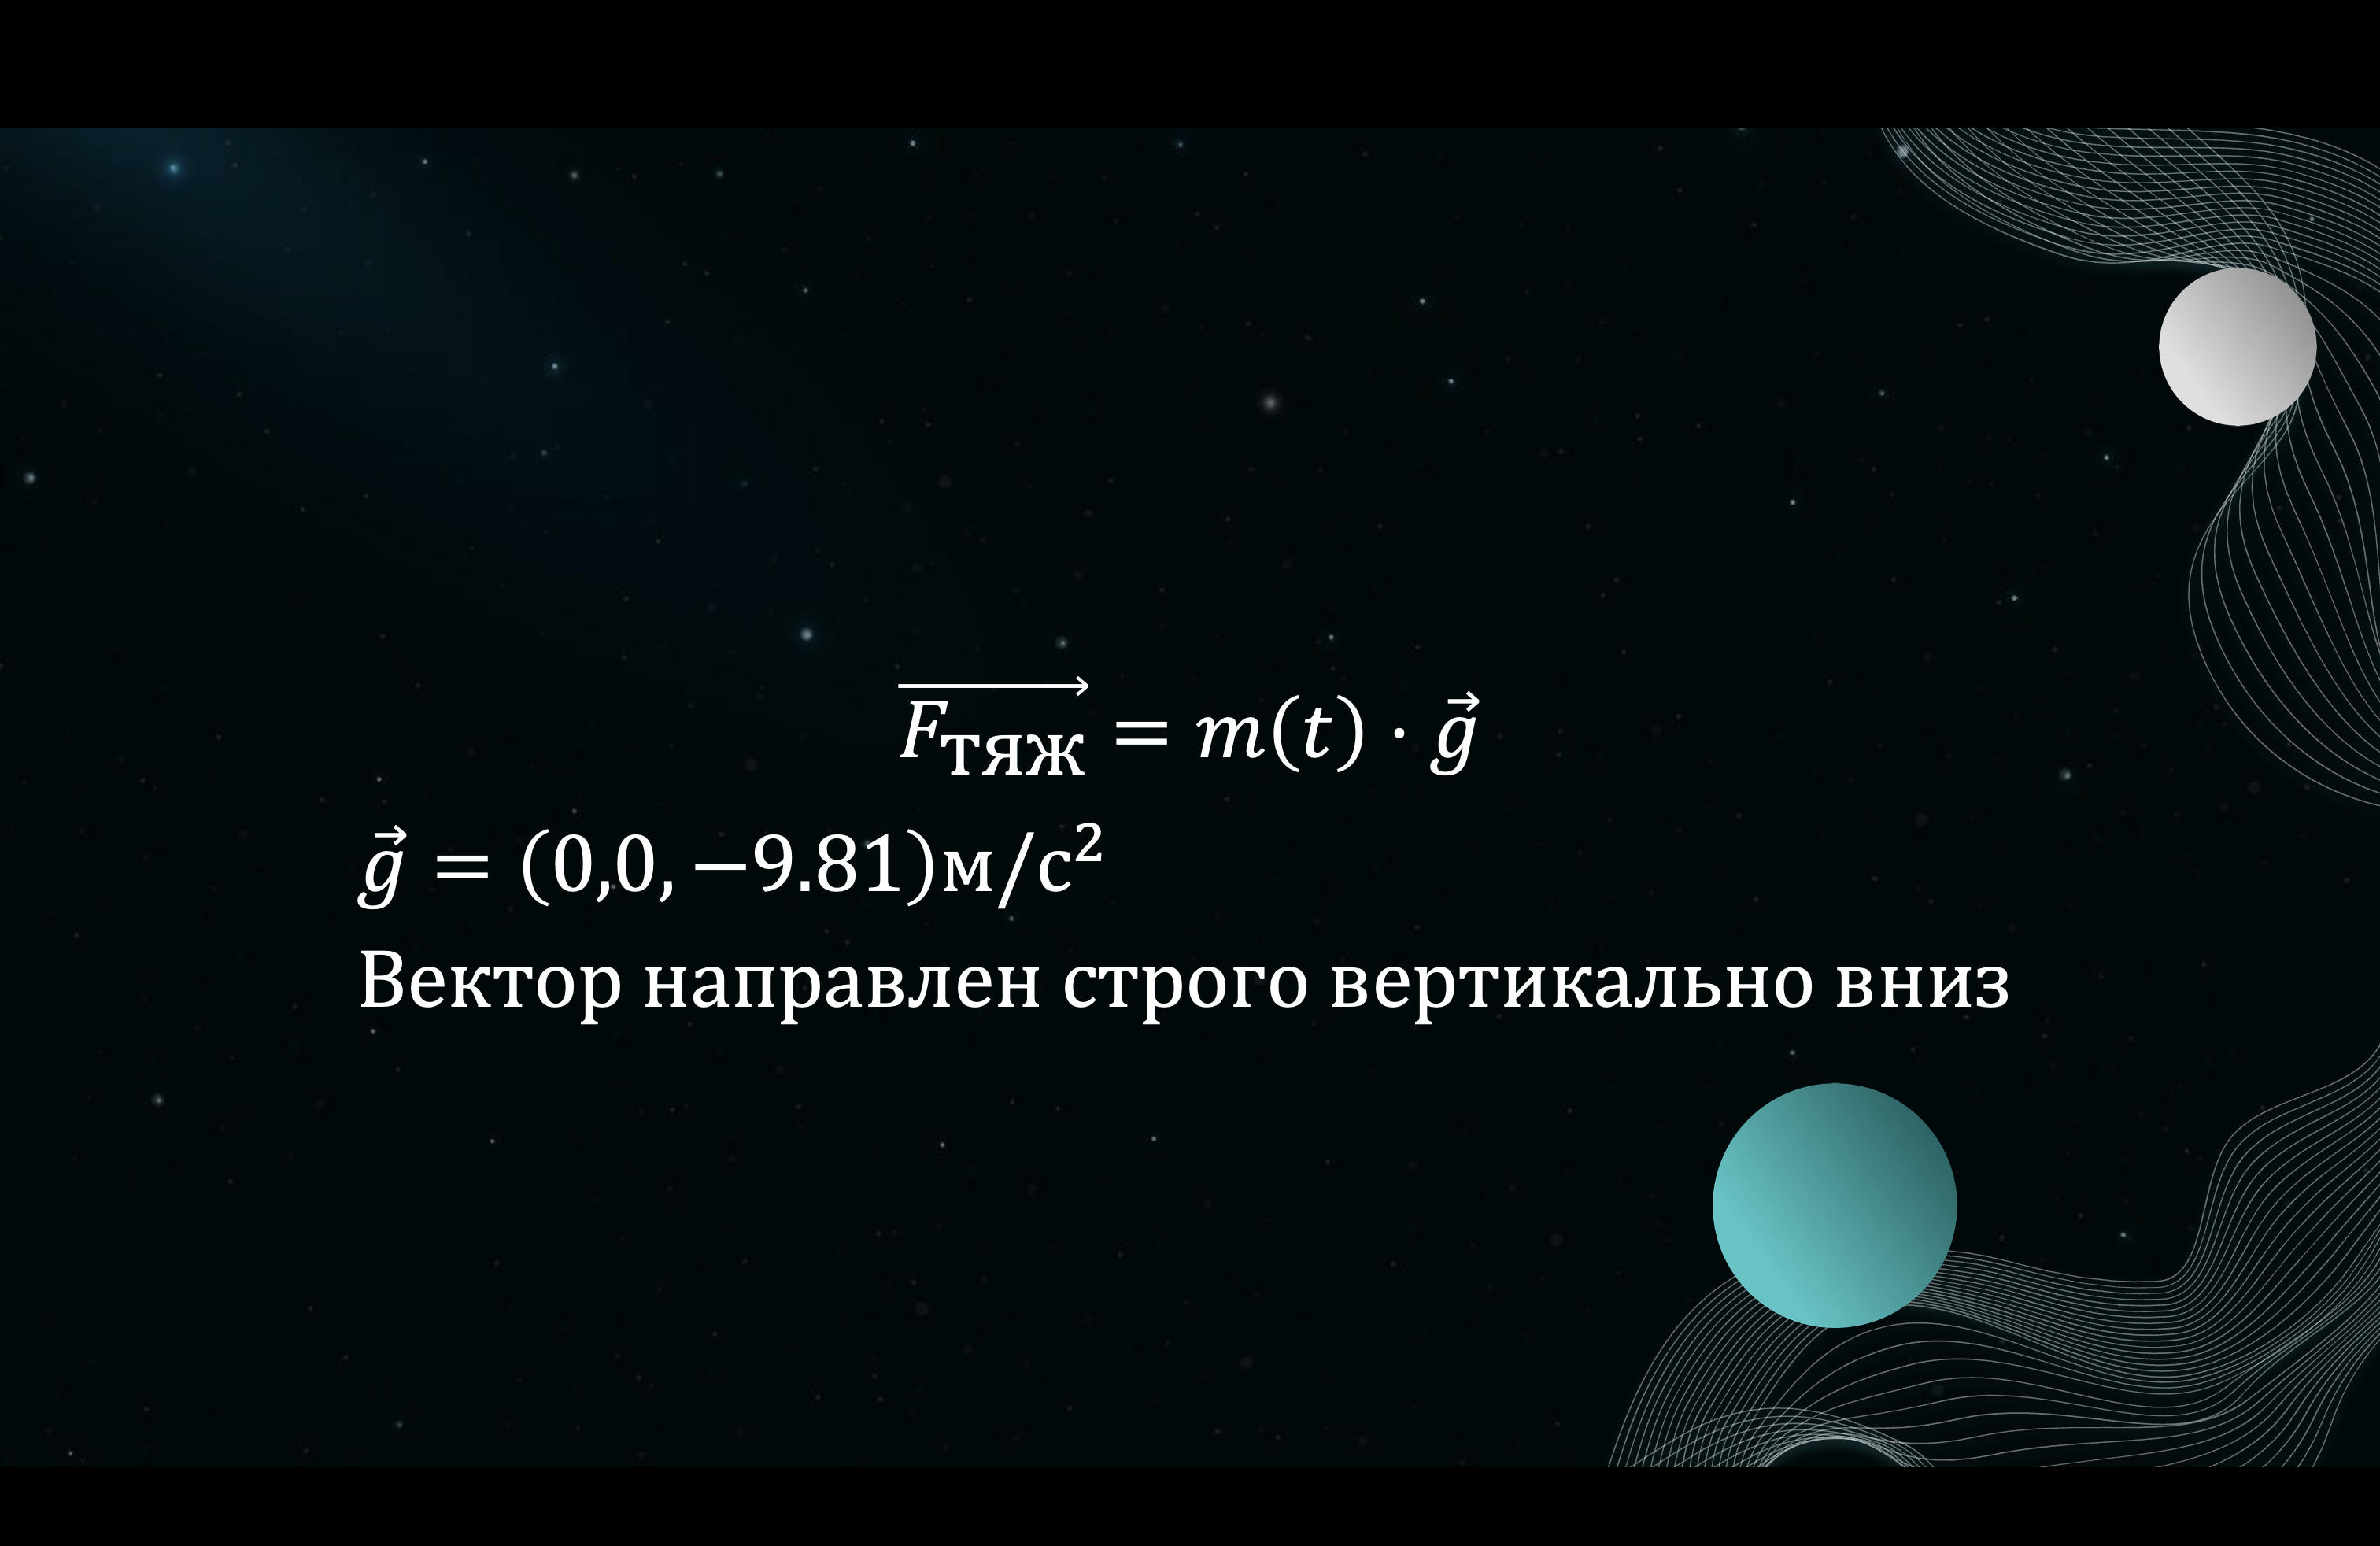 F⃗тяж = m(t) · g⃗
g⃗ = (0,0, −9.81)м/с²
Вектор направлен строго вертикально вниз